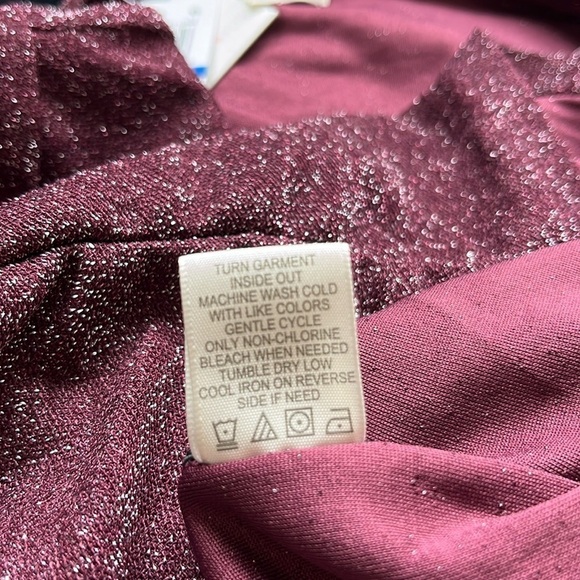 TURN GARMENT
INSIDE OUT
MACHINE WASH COLD
WITH LIKE COLORS
GENTLE CYCLE
ONLY NON-CHLORINE
BLEACH WHEN NEEDED
TUMBLE DRY LOW
COOL IRON ON REVERSE
SIDE IF NEED